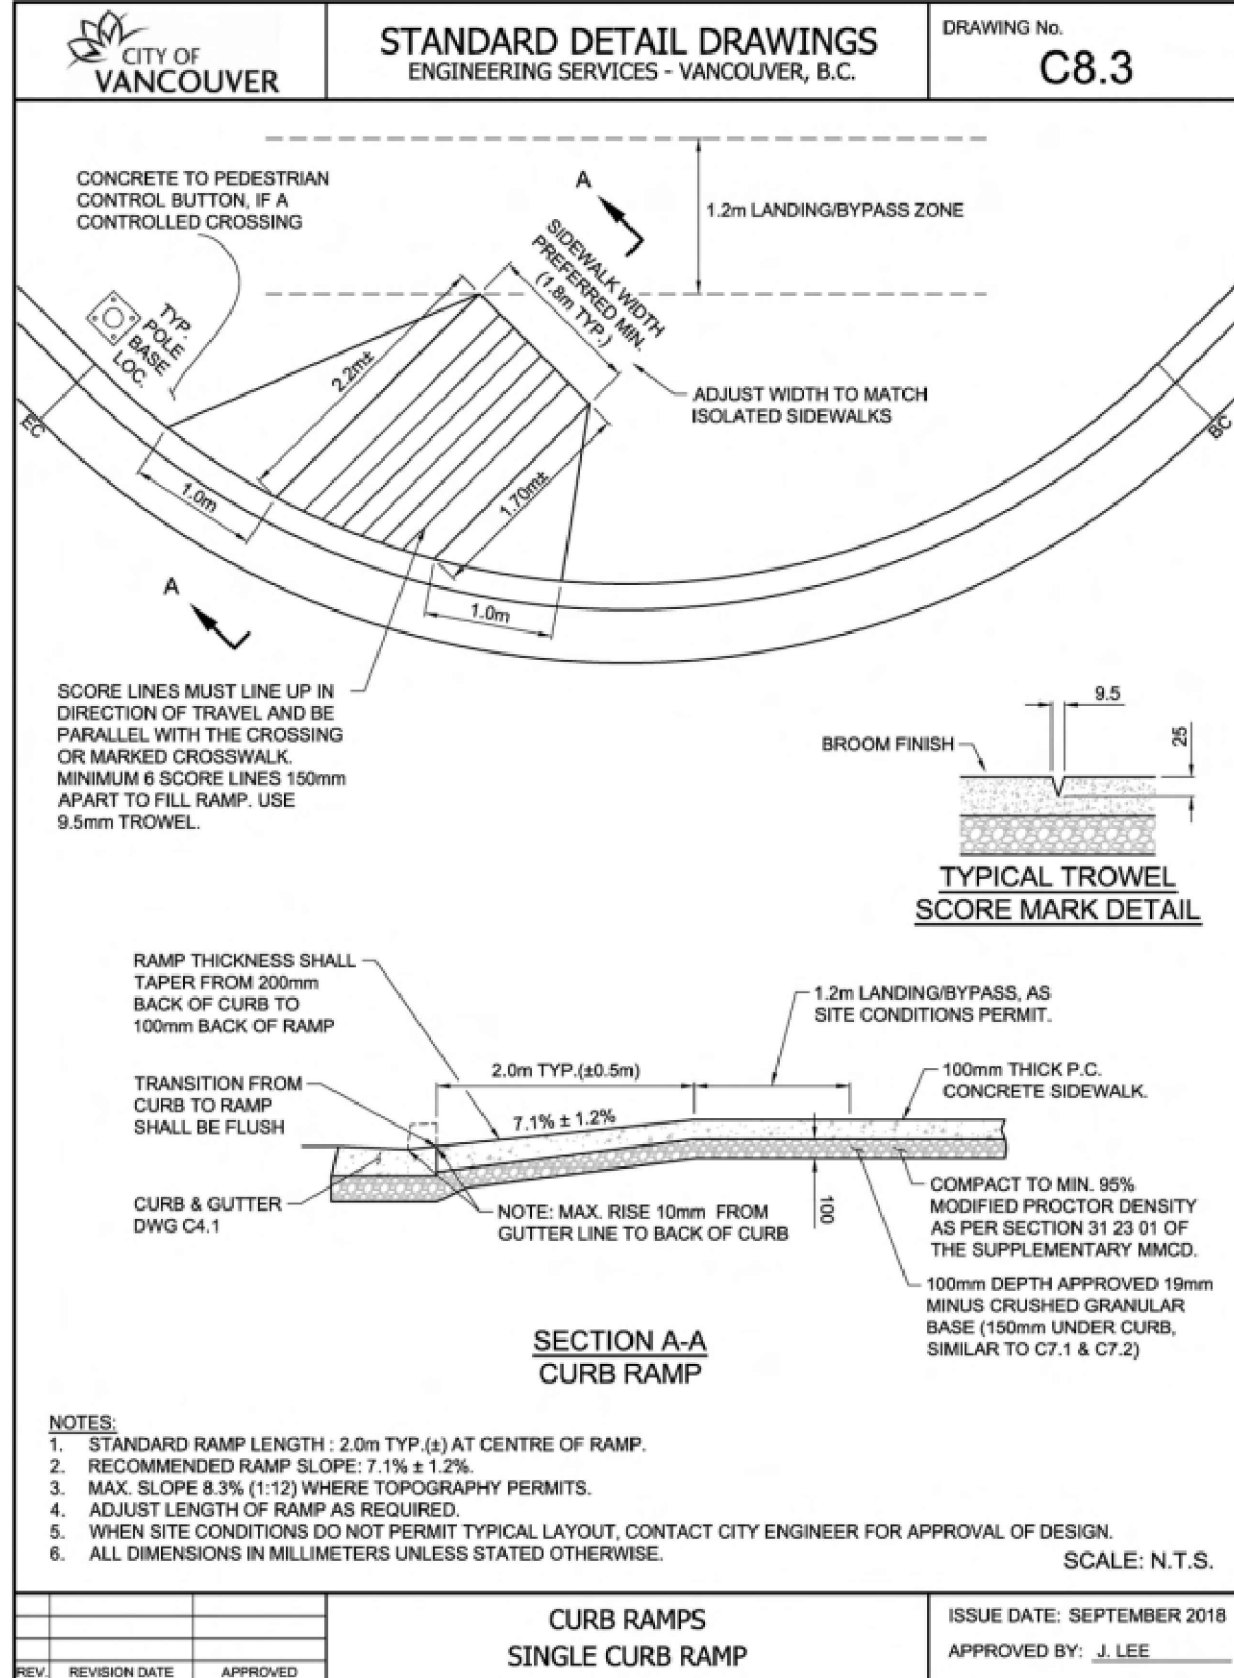 CITY OF
VANCOUVER
STANDARD DETAIL DRAWINGS
ENGINEERING SERVICES - VANCOUVER, B.C.
DRAWING No.
C8.3
CONCRETE TO PEDESTRIAN
CONTROL BUTTON, IF A
CONTROLLED CROSSING
A
1.2m LANDING/BYPASS ZONE
SIDEWALK WIDTH
PREFERRED MIN.
(1.8m TYP.)
TYP.
POLE
BASE
LOC.
2.2m±
ADJUST WIDTH TO MATCH
ISOLATED SIDEWALKS
EC
BC
1.0m
1.70m±
A
1.0m
SCORE LINES MUST LINE UP IN
DIRECTION OF TRAVEL AND BE
PARALLEL WITH THE CROSSING
OR MARKED CROSSWALK.
MINIMUM 6 SCORE LINES 150mm
APART TO FILL RAMP. USE
9.5mm TROWEL.
9.5
25
BROOM FINISH
TYPICAL TROWEL
SCORE MARK DETAIL
RAMP THICKNESS SHALL
TAPER FROM 200mm
BACK OF CURB TO
100mm BACK OF RAMP
1.2m LANDING/BYPASS, AS
SITE CONDITIONS PERMIT.
TRANSITION FROM
CURB TO RAMP
SHALL BE FLUSH
2.0m TYP.(±0.5m)
7.1% ± 1.2%
100mm THICK P.C.
CONCRETE SIDEWALK.
CURB & GUTTER
DWG C4.1
NOTE: MAX. RISE 10mm FROM
GUTTER LINE TO BACK OF CURB
100
COMPACT TO MIN. 95%
MODIFIED PROCTOR DENSITY
AS PER SECTION 31 23 01 OF
THE SUPPLEMENTARY MMCD.
100mm DEPTH APPROVED 19mm
MINUS CRUSHED GRANULAR
BASE (150mm UNDER CURB,
SIMILAR TO C7.1 & C7.2)
SECTION A-A
CURB RAMP
NOTES:
1. STANDARD RAMP LENGTH : 2.0m TYP.(±) AT CENTRE OF RAMP.
2. RECOMMENDED RAMP SLOPE: 7.1% ± 1.2%.
3. MAX. SLOPE 8.3% (1:12) WHERE TOPOGRAPHY PERMITS.
4. ADJUST LENGTH OF RAMP AS REQUIRED.
5. WHEN SITE CONDITIONS DO NOT PERMIT TYPICAL LAYOUT, CONTACT CITY ENGINEER FOR APPROVAL OF DESIGN.
6. ALL DIMENSIONS IN MILLIMETERS UNLESS STATED OTHERWISE.
SCALE: N.T.S.
REV. REVISION DATE APPROVED
CURB RAMPS
SINGLE CURB RAMP
ISSUE DATE: SEPTEMBER 2018
APPROVED BY: J. LEE